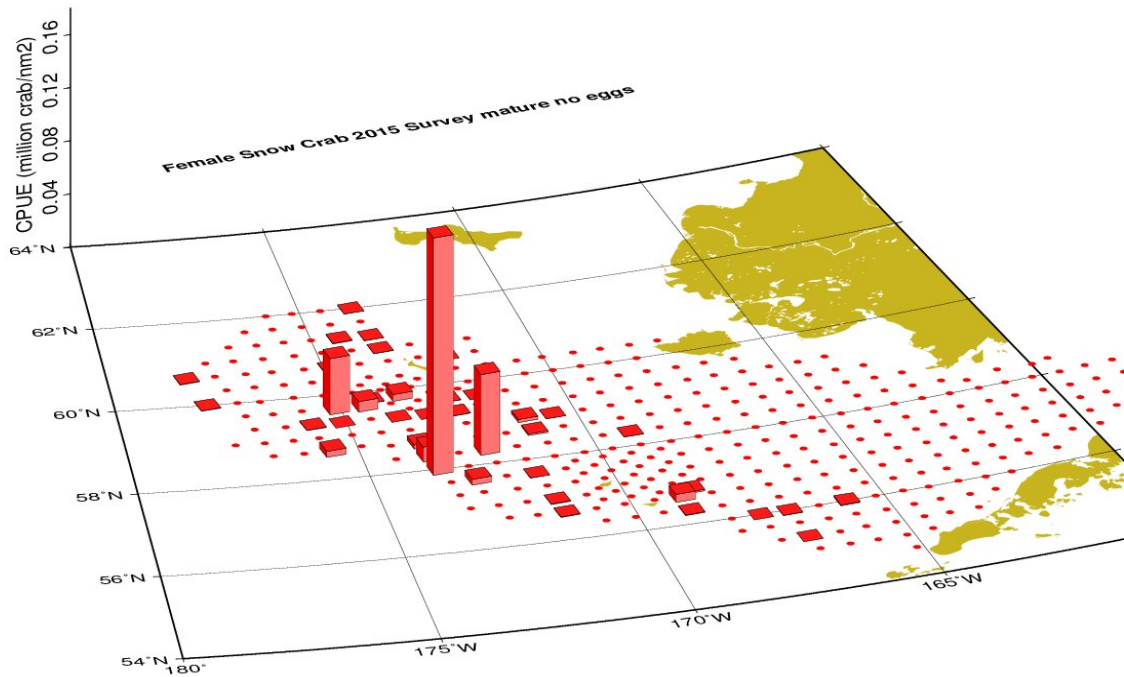 CPUE (million crab/nm2)
0.16
0.12
0.08
0.04
Female Snow Crab 2015 Survey mature no eggs
64˚N
62˚N
60˚N
58˚N
56˚N
54˚N
180˚
175˚W
170˚W
165˚W